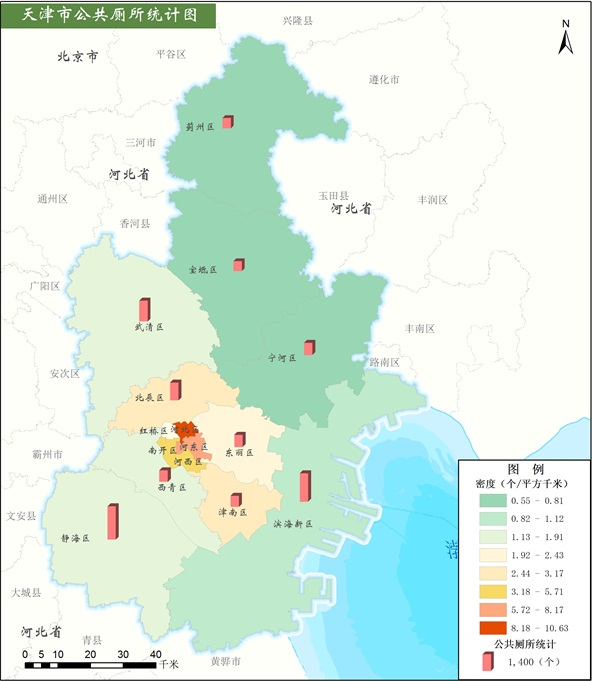 天津市公共厕所统计图
兴隆县
N
北京市
平谷区
遵化市
蓟州区
三河市
河北省
通州区
玉田县
河北省
丰润区
香河县
宝坻区
广阳区
武清区
丰南区
宁河区
路南区
安次区
北辰区
红桥区
河北区
霸州市
南开区
河东区
东丽区
河西区
西青区
文安县
津南区
滨海新区
静海区
渤
大城县
河北省
青县
黄骅市
0 5 10 20 30 40
千米
图 例
密度(个/平方千米)
0.55 - 0.81
0.82 - 1.12
1.13 - 1.91
1.92 - 2.43
2.44 - 3.17
3.18 - 5.71
5.72 - 8.17
8.18 - 10.63
公共厕所统计
1,400(个)